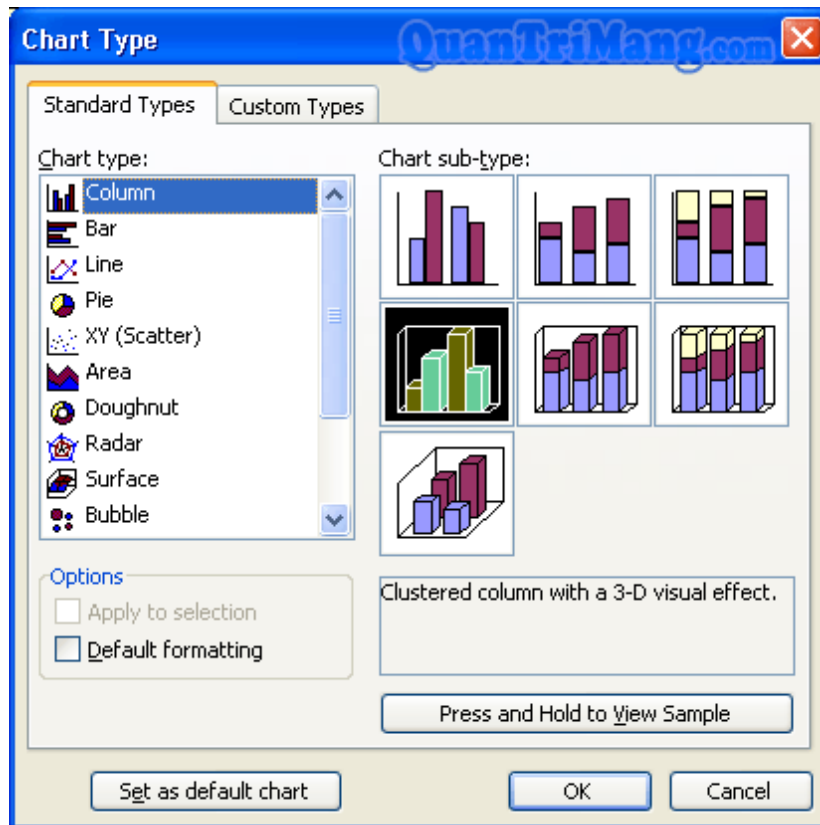 Chart Type
QuanTriMang.com
Standard Types
Custom Types
Chart type:
Column
Bar
Line
Pie
XY (Scatter)
Area
Doughnut
Radar
Surface
Bubble
Chart sub-type:
Options
Apply to selection
Default formatting
Clustered column with a 3-D visual effect.
Press and Hold to View Sample
Set as default chart
OK
Cancel